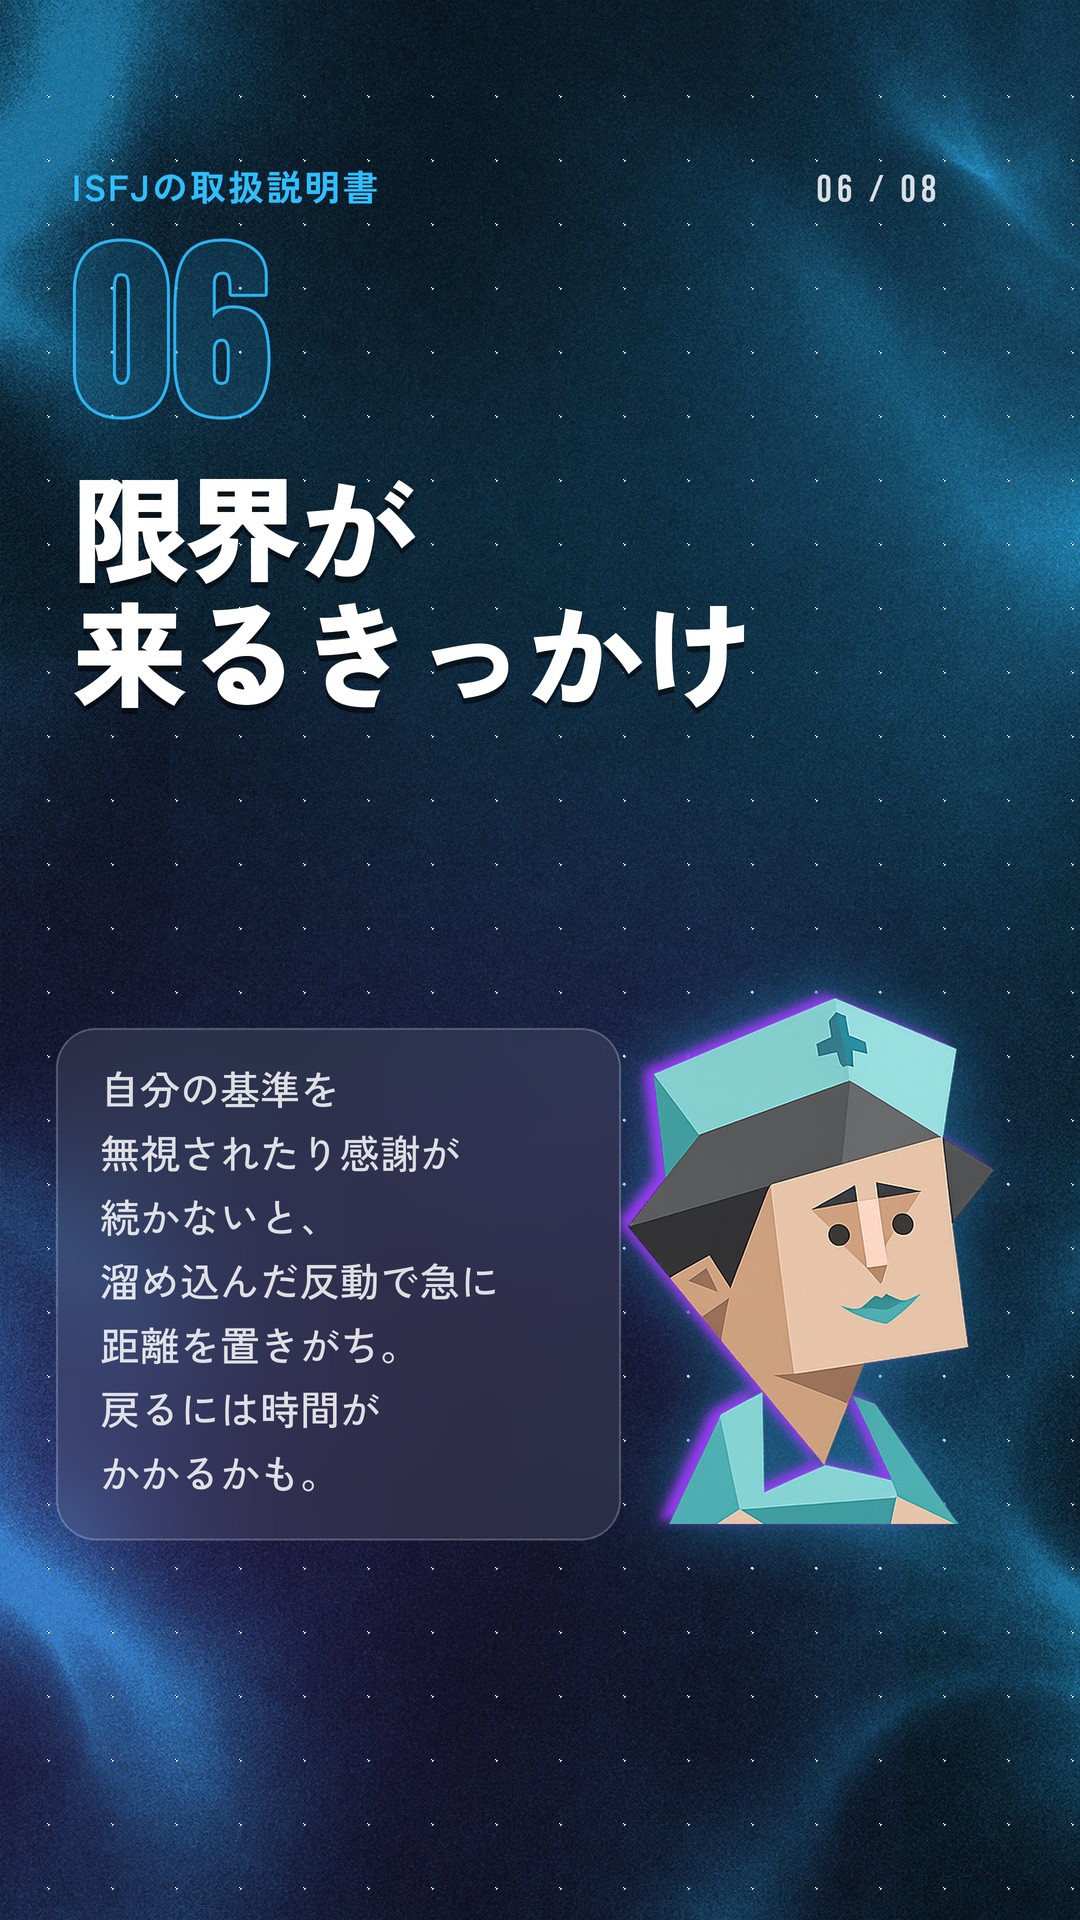 ISFJの取扱説明書
06 / 08
06
限界が
来るきっかけ
自分の基準を
無視されたり感謝が
続かないと、
溜め込んだ反動で急に
距離を置きがち。
戻るには時間が
かかるかも。